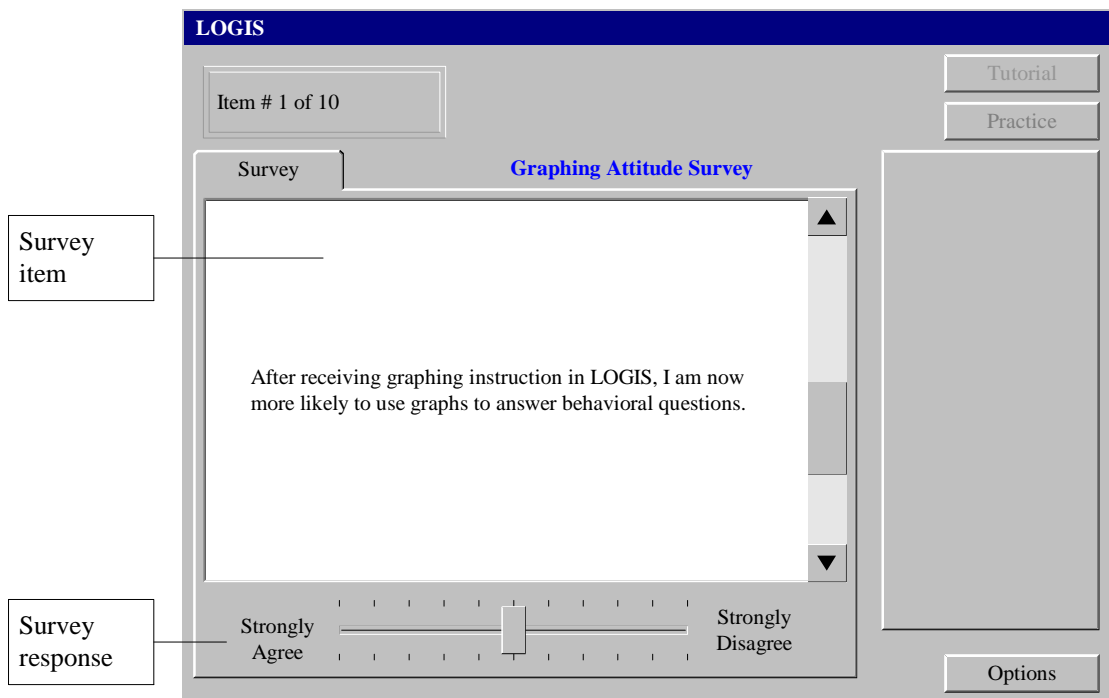 LOGIS
Item # 1 of 10
Tutorial
Practice
Survey
Graphing Attitude Survey
Survey
item
After receiving graphing instruction in LOGIS, I am now
more likely to use graphs to answer behavioral questions.
Survey
response
Strongly
Agree
Strongly
Disagree
Options